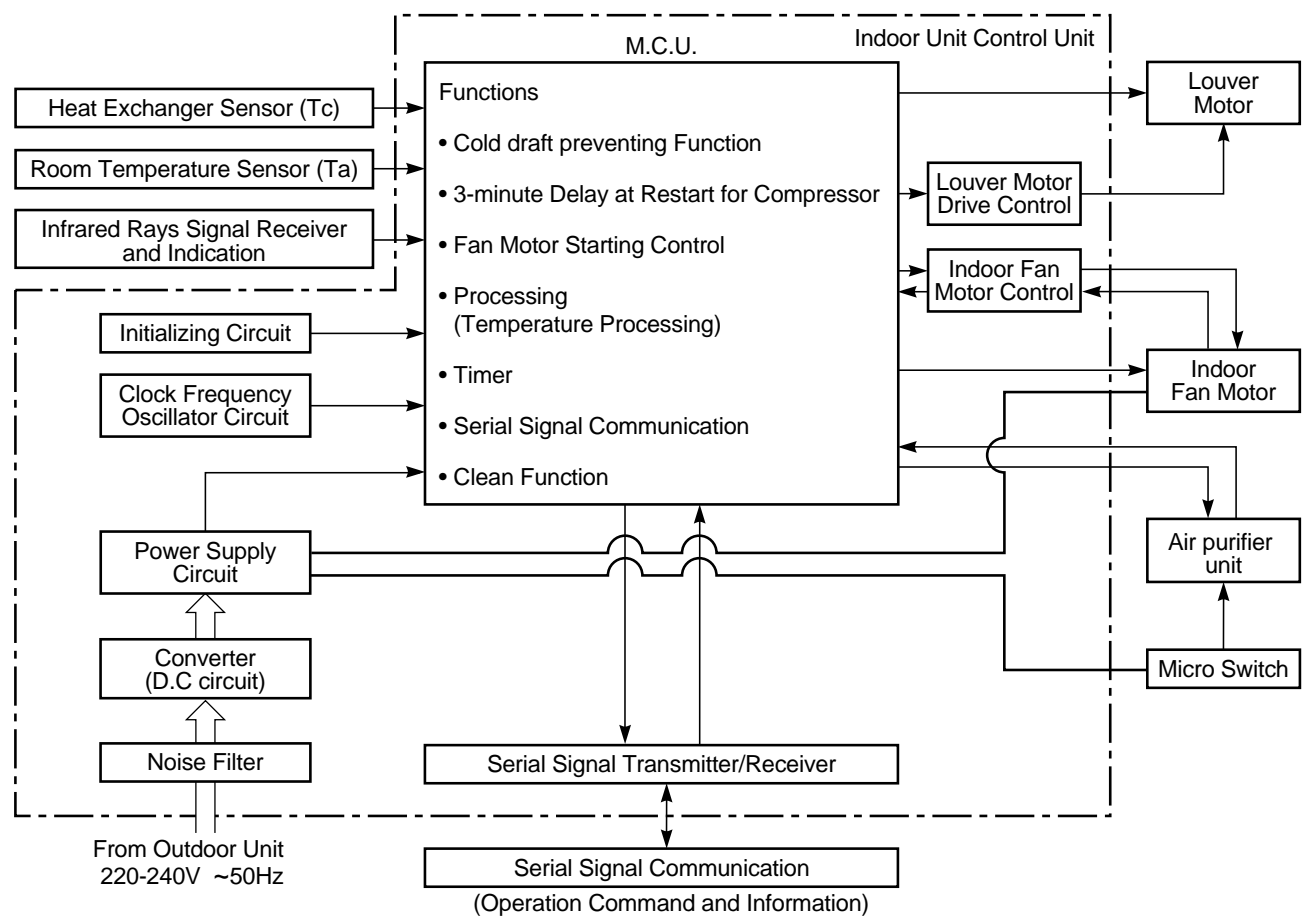 Indoor Unit Control Unit
M.C.U.
Functions
• Cold draft preventing Function
• 3-minute Delay at Restart for Compressor
• Fan Motor Starting Control
• Processing
(Temperature Processing)
• Timer
• Serial Signal Communication
• Clean Function
Heat Exchanger Sensor (Tc)
Room Temperature Sensor (Ta)
Infrared Rays Signal Receiver
and Indication
Initializing Circuit
Clock Frequency
Oscillator Circuit
Power Supply
Circuit
Converter
(D.C circuit)
Noise Filter
From Outdoor Unit
220-240V ~50Hz
Louver
Motor
Louver Motor
Drive Control
Indoor Fan
Motor Control
Indoor
Fan Motor
Air purifier
unit
Micro Switch
Serial Signal Transmitter/Receiver
Serial Signal Communication
(Operation Command and Information)